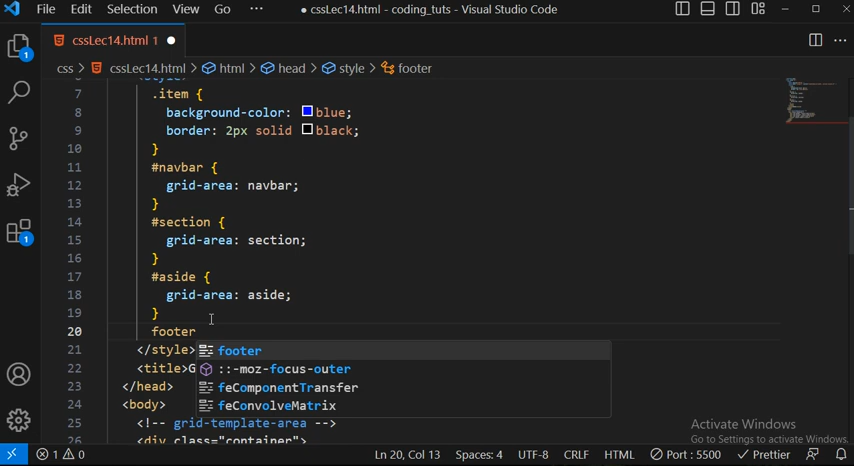 File Edit Selection View Go ··· ● cssLec14.html - coding_tuts - Visual Studio Code
cssLec14.html 1 ●
css > cssLec14.html > html > head > style > footer
7 .item {
8 background-color: blue;
9 border: 2px solid black;
10 }
11 #navbar {
12 grid-area: navbar;
13 }
14 #section {
15 grid-area: section;
16 }
17 #aside {
18 grid-area: aside;
19 }
20 footer
21 </style> footer
22 <title>G ::-moz-focus-outer
23 </head> feComponentTransfer
24 <body> feConvolveMatrix
25 <!-- grid-template-area -->
26 <div class="container">
1
1
Activate Windows
Go to Settings to activate Windows.
1 0 Ln 20, Col 13 Spaces: 4 UTF-8 CRLF HTML Port : 5500 Prettier